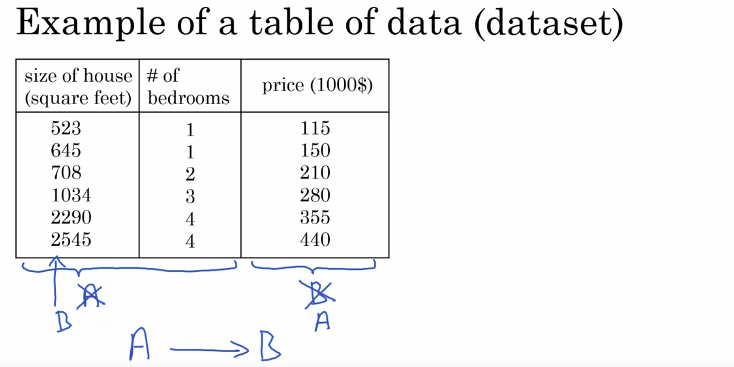 Example of a table of data (dataset)
size of house # of
(square feet) bedrooms price (1000$)
523 1 115
645 1 150
708 2 210
1034 3 280
2290 4 355
2545 4 440
A B
B A
A → B